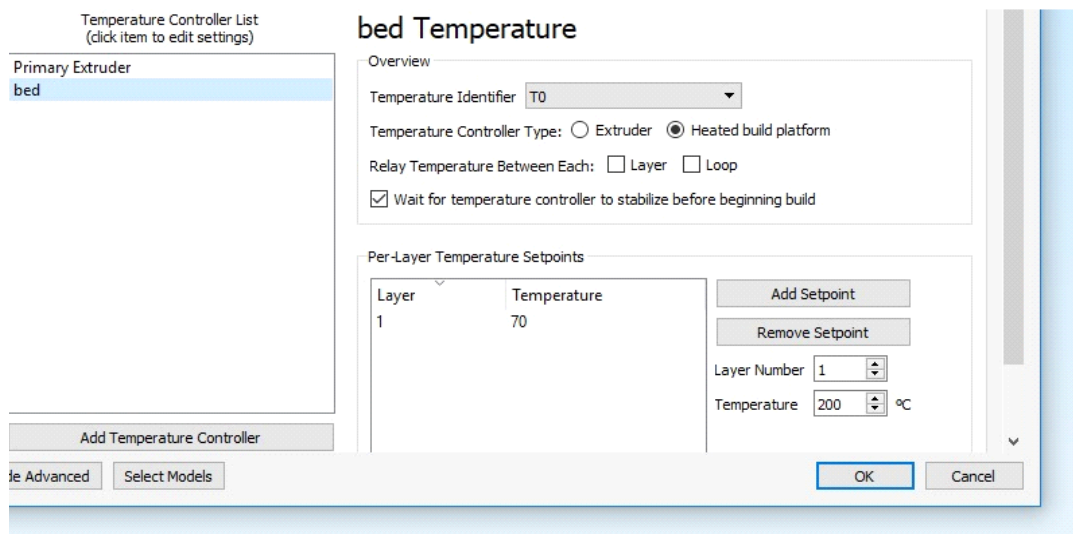 Temperature Controller List
(click item to edit settings)
Primary Extruder
bed
Add Temperature Controller
bed Temperature
Overview
Temperature Identifier T0
Temperature Controller Type: Extruder Heated build platform
Relay Temperature Between Each: Layer Loop
Wait for temperature controller to stabilize before beginning build
Per-Layer Temperature Setpoints
Layer Temperature
1 70
Add Setpoint
Remove Setpoint
Layer Number 1
Temperature 200 ºC
de Advanced Select Models OK Cancel